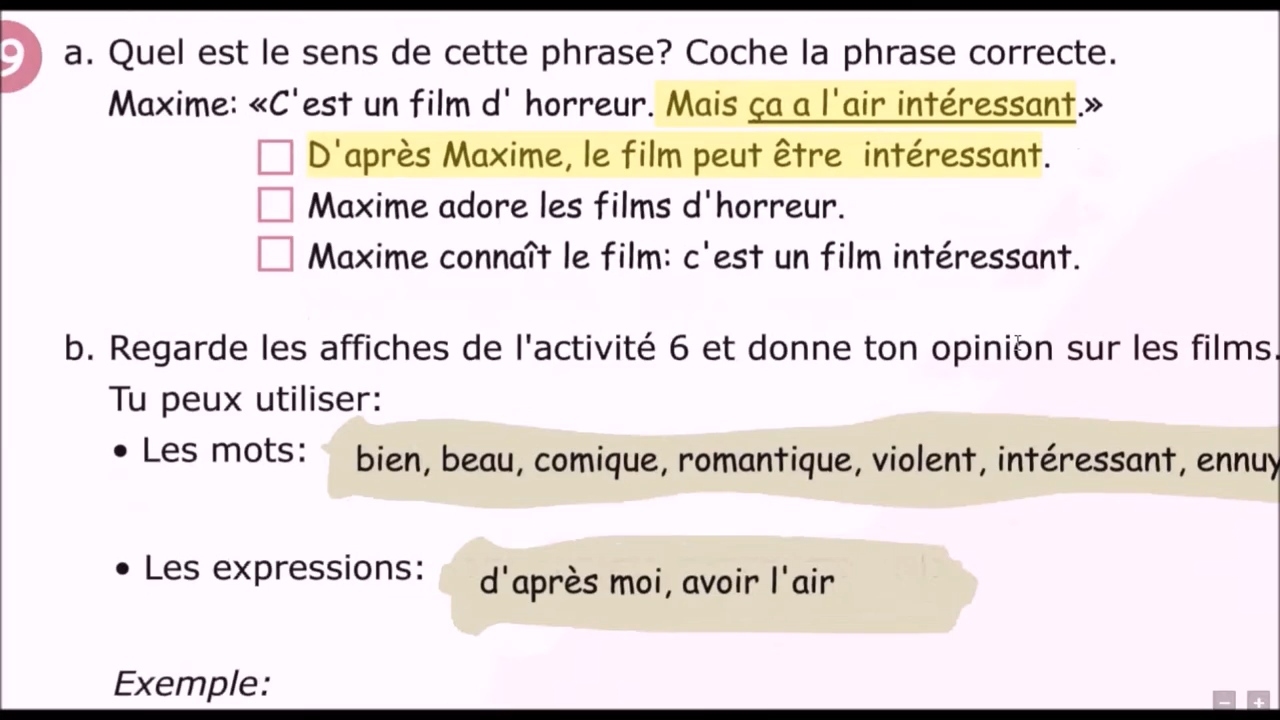 9
a. Quel est le sens de cette phrase? Coche la phrase correcte.
Maxime: «C'est un film d' horreur. Mais ça a l'air intéressant.»
D'après Maxime, le film peut être intéressant.
Maxime adore les films d'horreur.
Maxime connaît le film: c'est un film intéressant.
b. Regarde les affiches de l'activité 6 et donne ton opinion sur les films.
Tu peux utiliser:
• Les mots: bien, beau, comique, romantique, violent, intéressant, ennuy
• Les expressions: d'après moi, avoir l'air
Exemple: